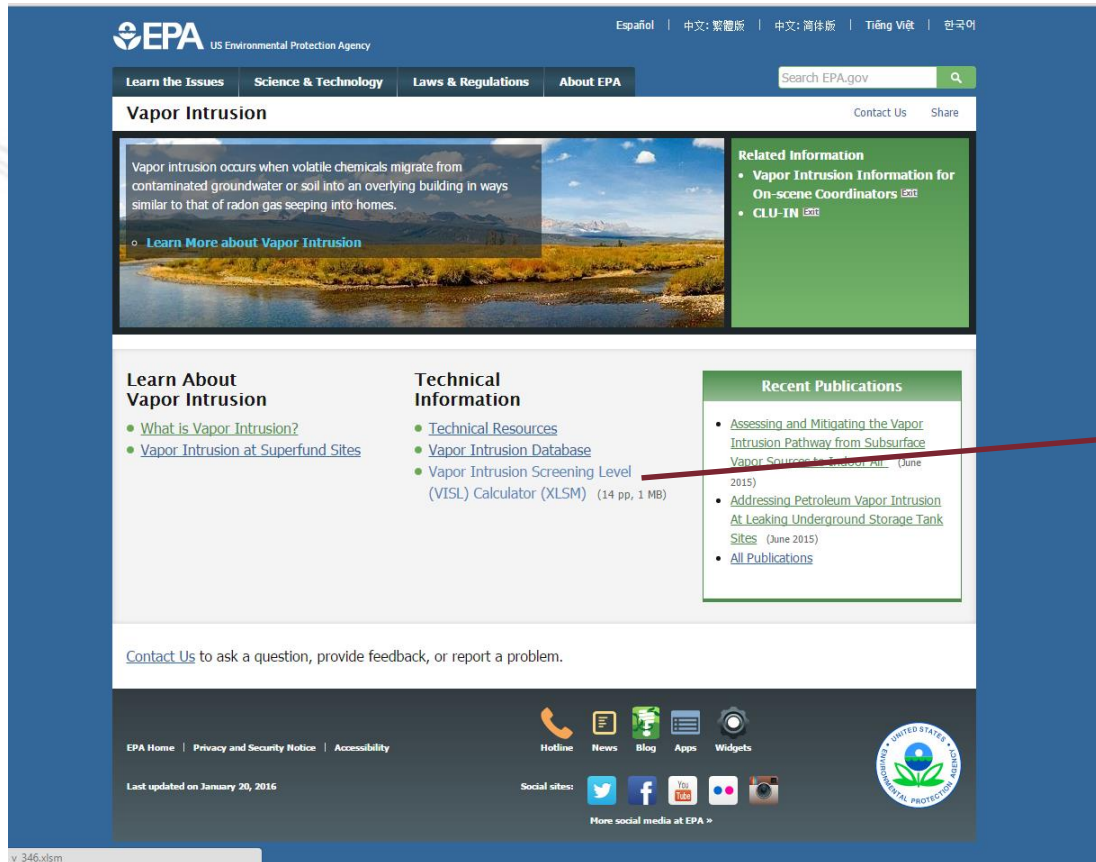 EPA US Environmental Protection Agency
Español | 中文: 繁體版 | 中文: 简体版 | Tiếng Việt | 한국어
Learn the Issues Science & Technology Laws & Regulations About EPA
Search EPA.gov
Vapor Intrusion
Contact Us Share
Vapor intrusion occurs when volatile chemicals migrate from
contaminated groundwater or soil into an overlying building in ways
similar to that of radon gas seeping into homes.
Learn More about Vapor Intrusion
Related Information
Vapor Intrusion Information for
On-scene Coordinators Exit
CLU-IN Exit
Learn About
Vapor Intrusion
What is Vapor Intrusion?
Vapor Intrusion at Superfund Sites
Technical
Information
Technical Resources
Vapor Intrusion Database
Vapor Intrusion Screening Level
(VISL) Calculator (XLSM) (14 pp, 1 MB)
Recent Publications
Assessing and Mitigating the Vapor
Intrusion Pathway from Subsurface
Vapor Sources to Indoor Air (June
2015)
Addressing Petroleum Vapor Intrusion
At Leaking Underground Storage Tank
Sites (June 2015)
All Publications
Contact Us to ask a question, provide feedback, or report a problem.
EPA Home | Privacy and Security Notice | Accessibility
Hotline News Blog Apps Widgets
Last updated on January 20, 2016
Social sites:
You
Tube
More social media at EPA »
UNITED STATES
ENVIRONMENTAL PROTECTION AGENCY
v_346.xlsm